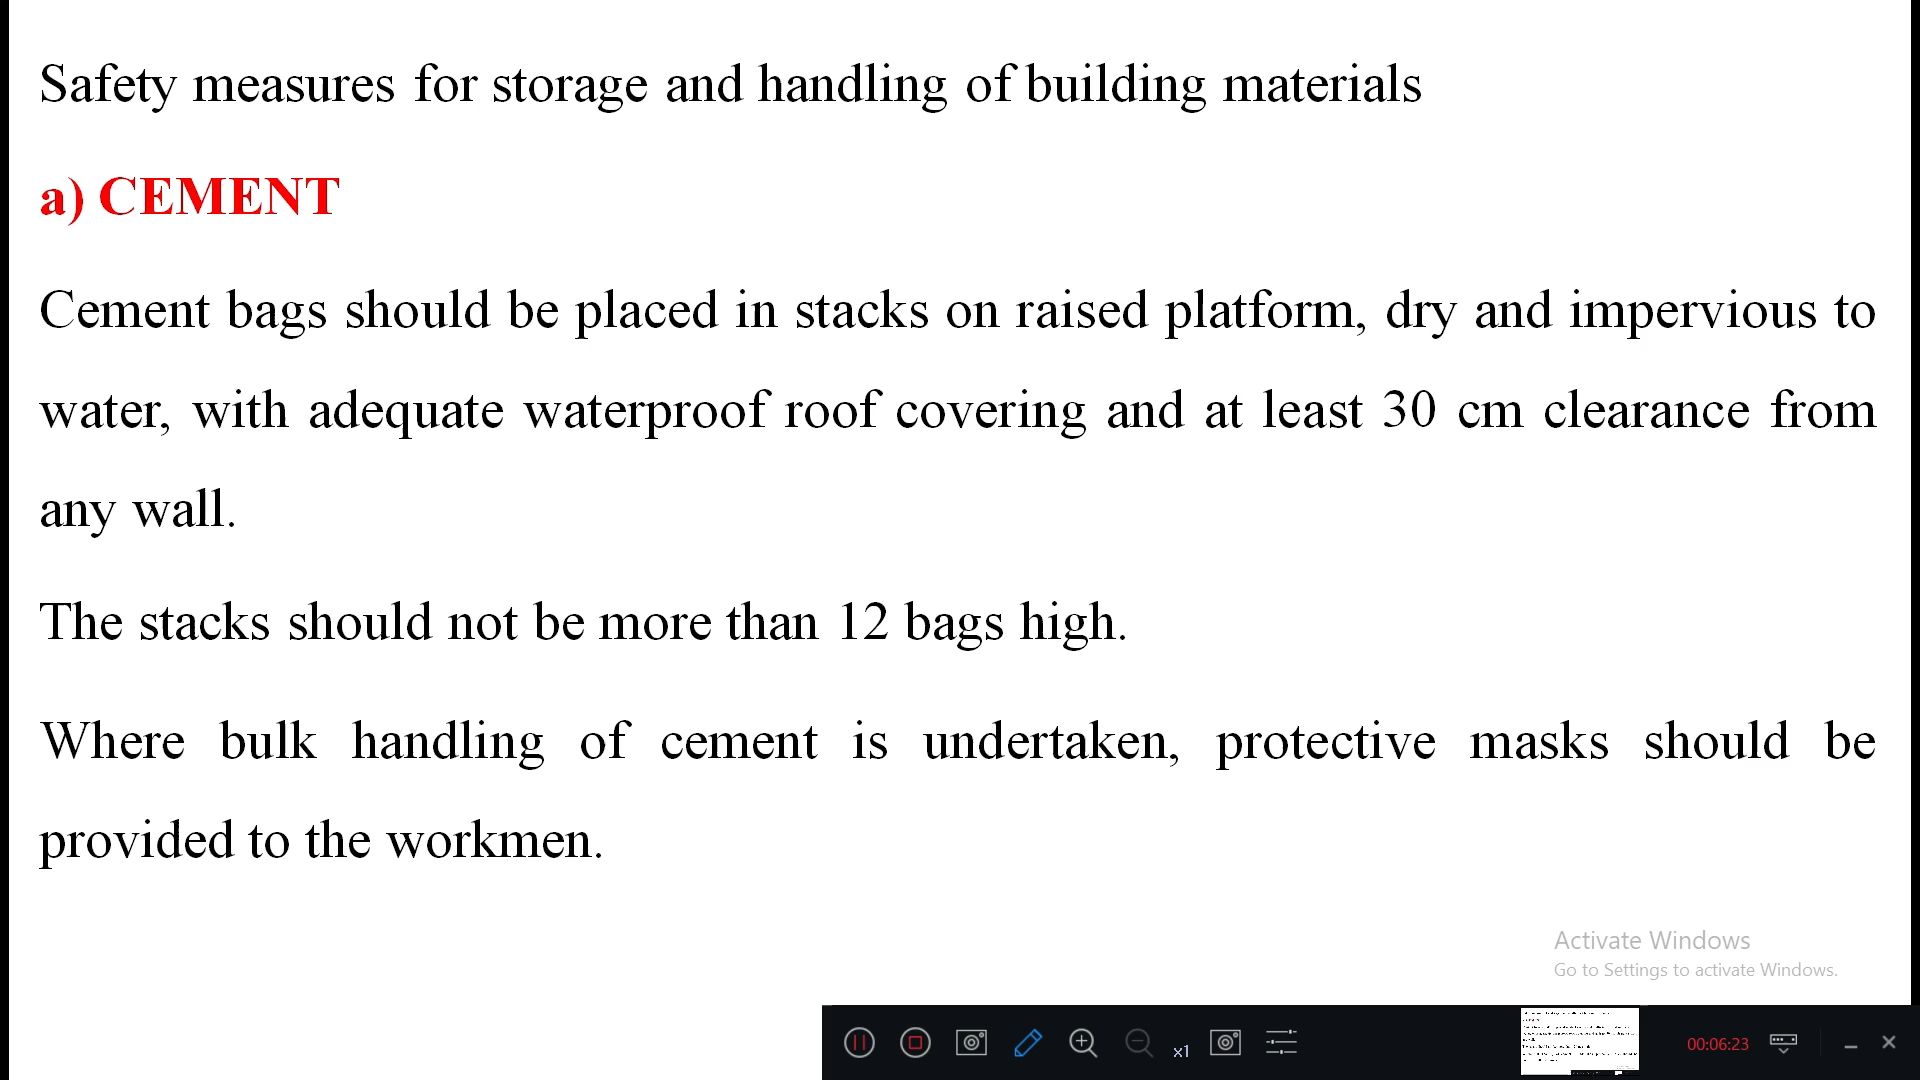 Safety measures for storage and handling of building materials
a) CEMENT
Cement bags should be placed in stacks on raised platform, dry and impervious to
water, with adequate waterproof roof covering and at least 30 cm clearance from
any wall.
The stacks should not be more than 12 bags high.
Where bulk handling of cement is undertaken, protective masks should be
provided to the workmen.
Activate Windows
Go to Settings to activate Windows.
x1
00:06:23